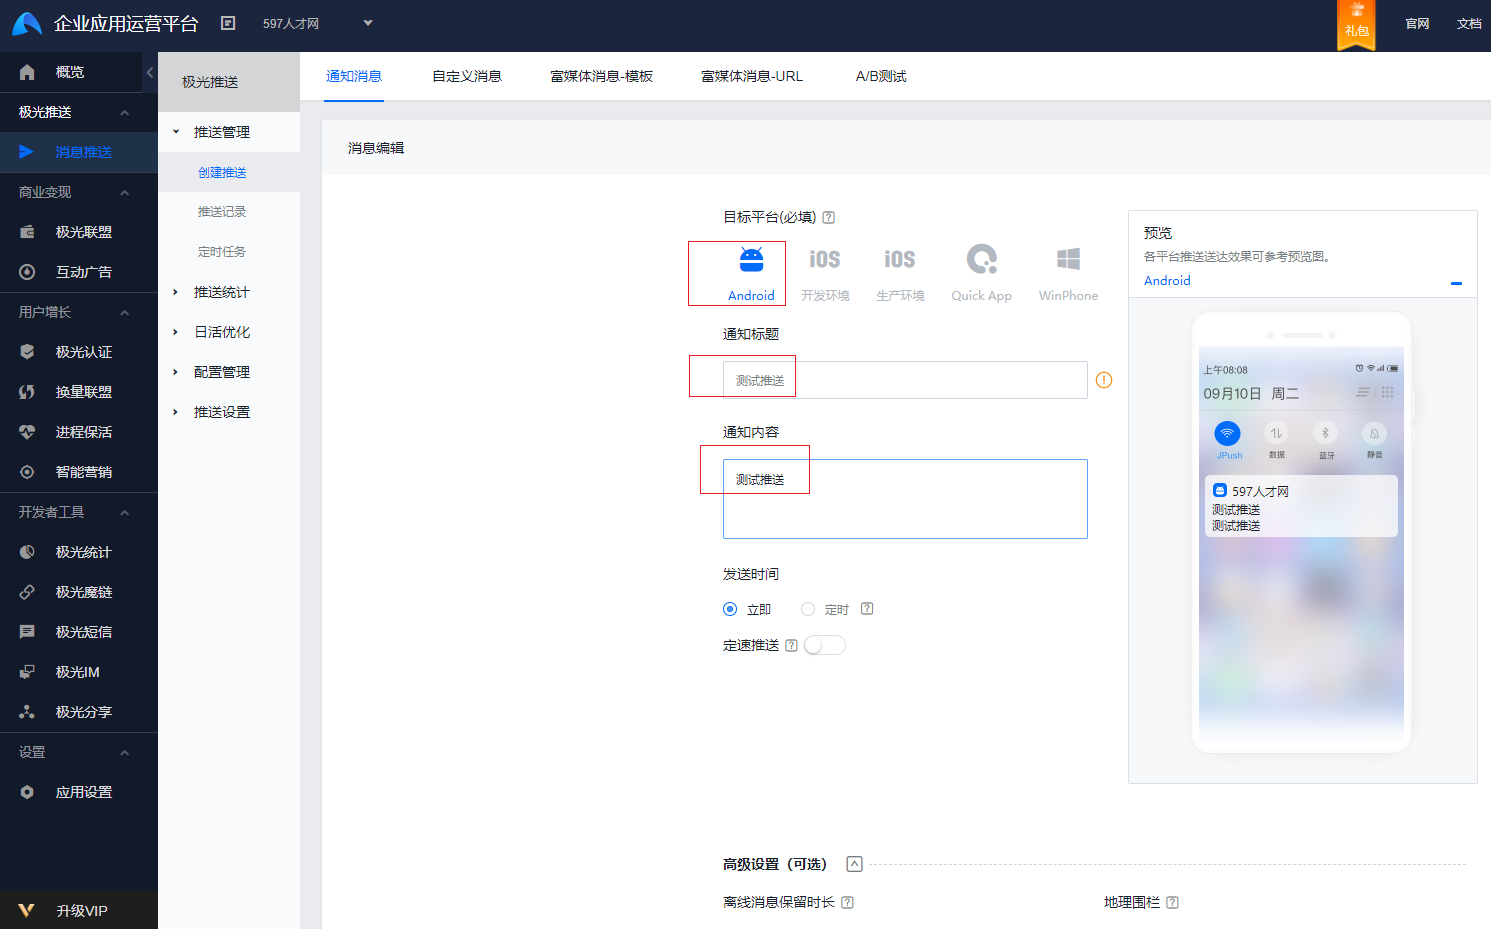 企业应用运营平台
597人才网
礼包
官网
文档
概览
极光推送
消息推送
商业变现
极光联盟
互动广告
用户增长
极光认证
换量联盟
进程保活
智能营销
开发者工具
极光统计
极光魔链
极光短信
极光IM
极光分享
设置
应用设置
升级VIP
极光推送
推送管理
创建推送
推送记录
定时任务
推送统计
日活优化
配置管理
推送设置
通知消息
自定义消息
富媒体消息-模板
富媒体消息-URL
A/B测试
消息编辑
目标平台(必填) ?
iOS
iOS
Android
开发环境
生产环境
Quick App
WinPhone
通知标题
测试推送
通知内容
测试推送
发送时间
立即
定时 ?
定速推送 ?
预览
各平台推送送达效果可参考预览图。
Android
上午08:08
09月10日 周二
JPush
数据
蓝牙
静音
597人才网
测试推送
测试推送
高级设置（可选）
离线消息保留时长 ?
地理围栏 ?